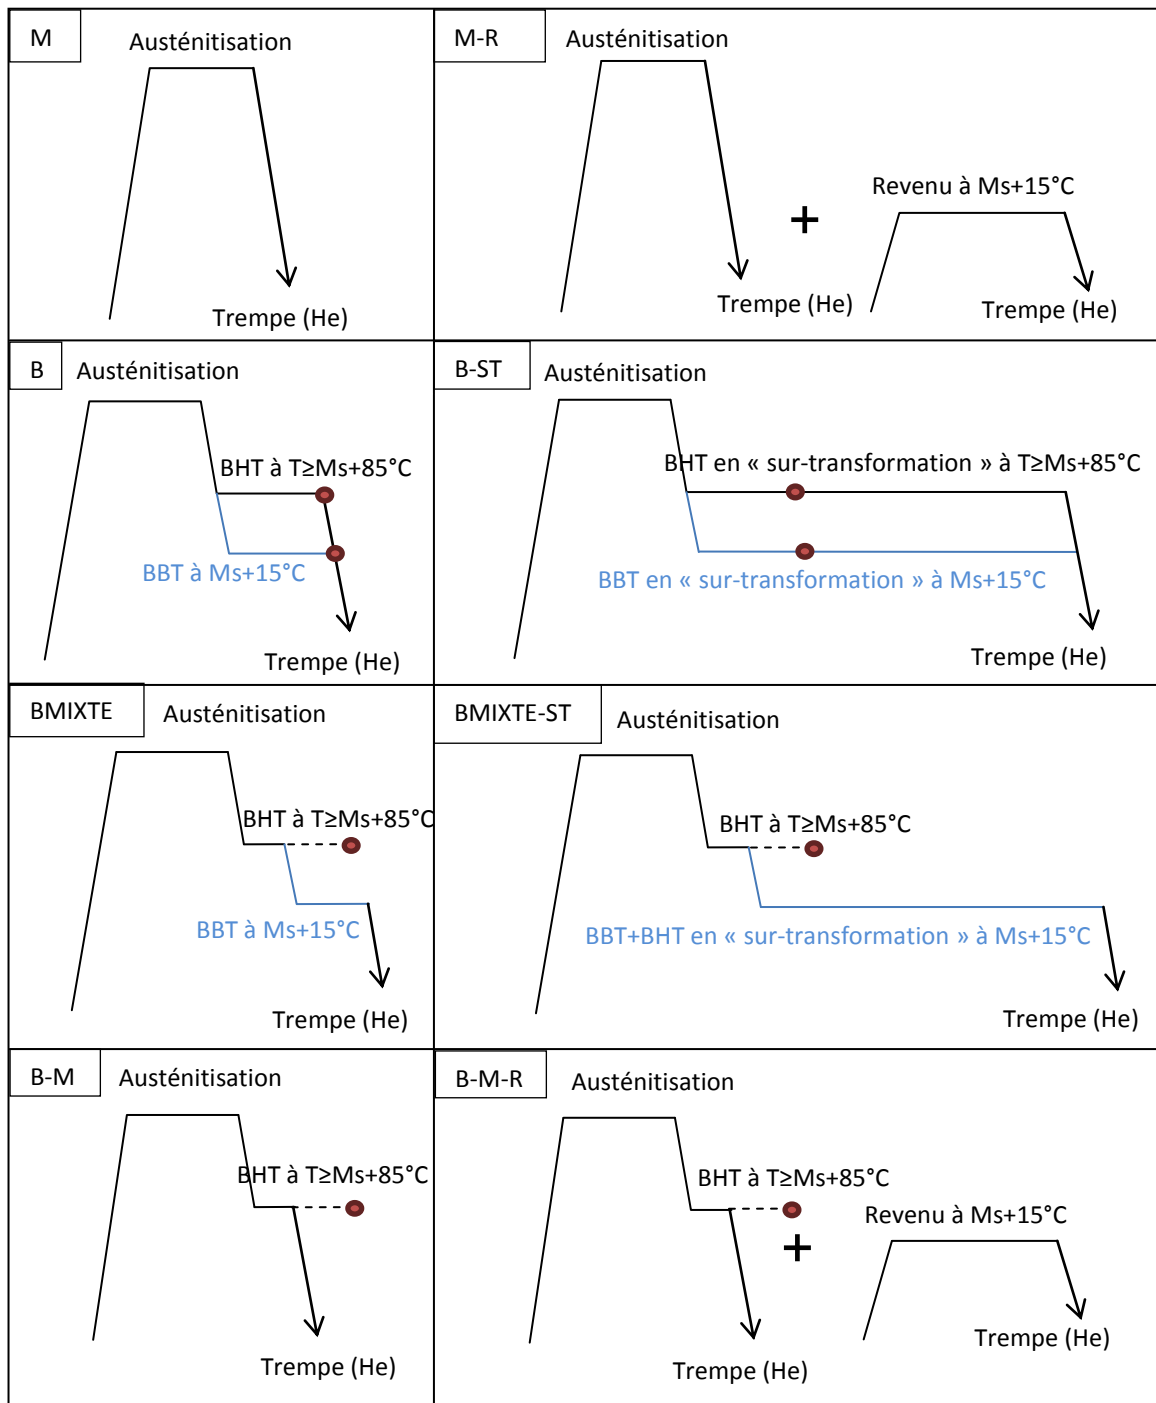 M
Austénitisation
Trempe (He)
M-R
Austénitisation
+
Revenu à Ms+15°C
Trempe (He)
Trempe (He)
B
Austénitisation
BHT à T≥Ms+85°C
BBT à Ms+15°C
Trempe (He)
B-ST
Austénitisation
BHT en « sur-transformation » à T≥Ms+85°C
BBT en « sur-transformation » à Ms+15°C
Trempe (He)
BMIXTE
Austénitisation
BHT à T≥Ms+85°C
BBT à Ms+15°C
Trempe (He)
BMIXTE-ST
Austénitisation
BHT à T≥Ms+85°C
BBT+BHT en « sur-transformation » à Ms+15°C
Trempe (He)
B-M
Austénitisation
BHT à T≥Ms+85°C
Trempe (He)
B-M-R
Austénitisation
BHT à T≥Ms+85°C
+
Revenu à Ms+15°C
Trempe (He)
Trempe (He)